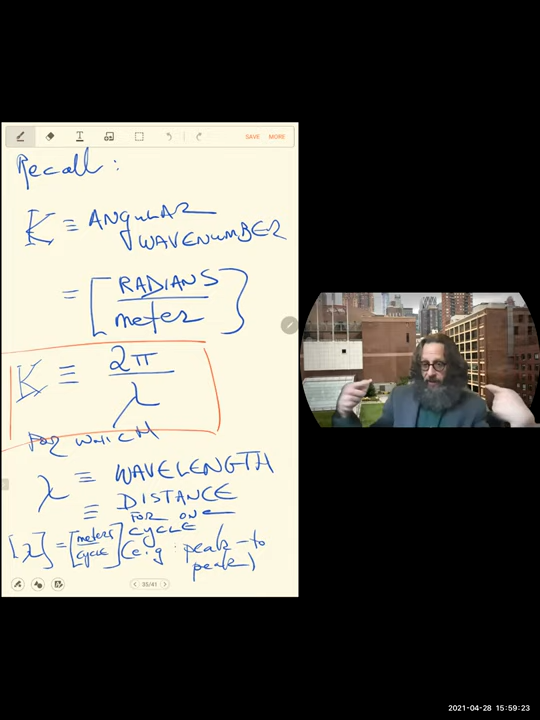 SAVE MORE
Recall :
K ≡ ANgulAR
WAVENUMBER
= [ RADIANS
meter ]
K ≡ 2π
λ
FOR WHICH
λ ≡ WAVELENGTH
≡ DISTANCE
FOR ONE
CYCLE
[λ] = [meters
cycle] (e.g : peak-to
peak)
35/41
2021-04-28 15:59:23